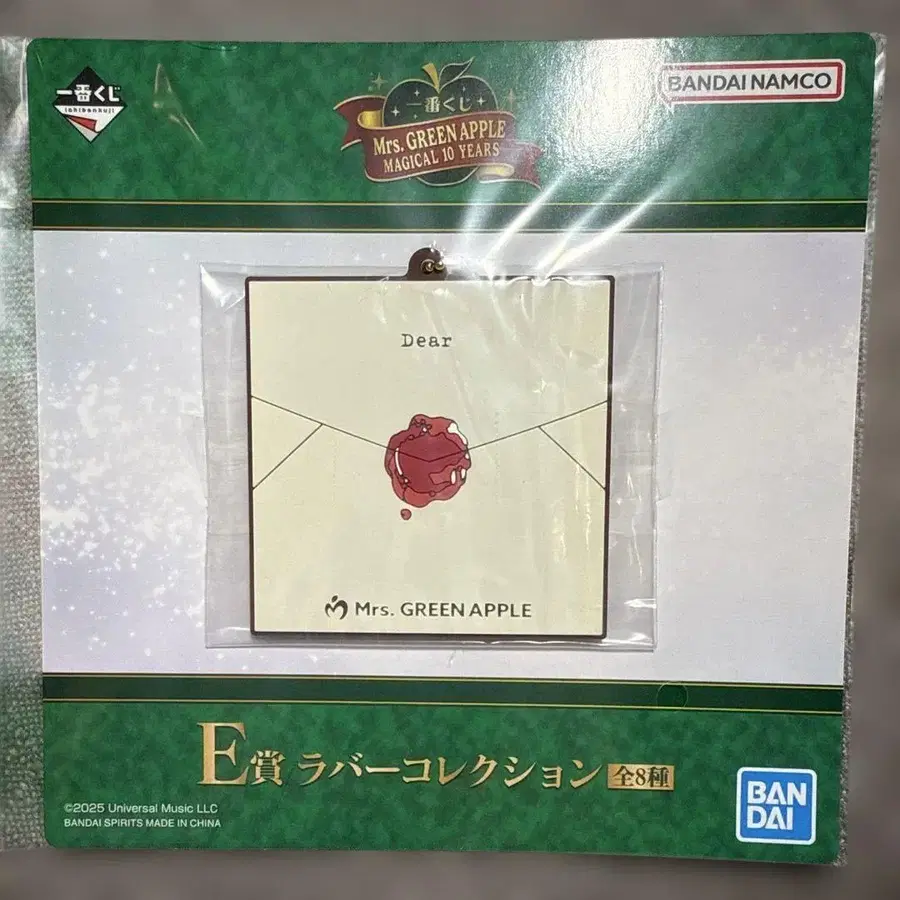 一番くじ
ichibankuji
一番くじ
Mrs. GREEN APPLE
MAGICAL 10 YEARS
BANDAI NAMCO
Dear
Mrs. GREEN APPLE
E賞 ラバーコレクション 全8種
©2025 Universal Music LLC
BANDAI SPIRITS MADE IN CHINA
BAN
DAI